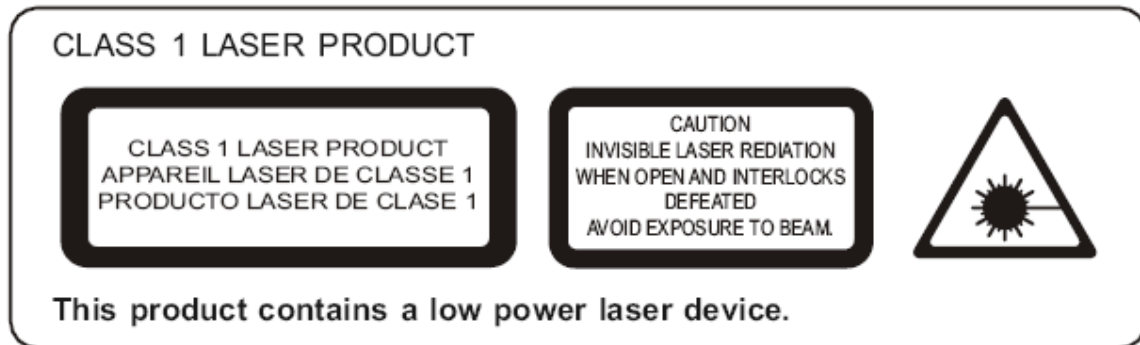 CLASS 1 LASER PRODUCT
CLASS 1 LASER PRODUCT
APPAREIL LASER DE CLASSE 1
PRODUCTO LASER DE CLASE 1
CAUTION
INVISIBLE LASER REDIATION
WHEN OPEN AND INTERLOCKS
DEFEATED
AVOID EXPOSURE TO BEAM.
This product contains a low power laser device.